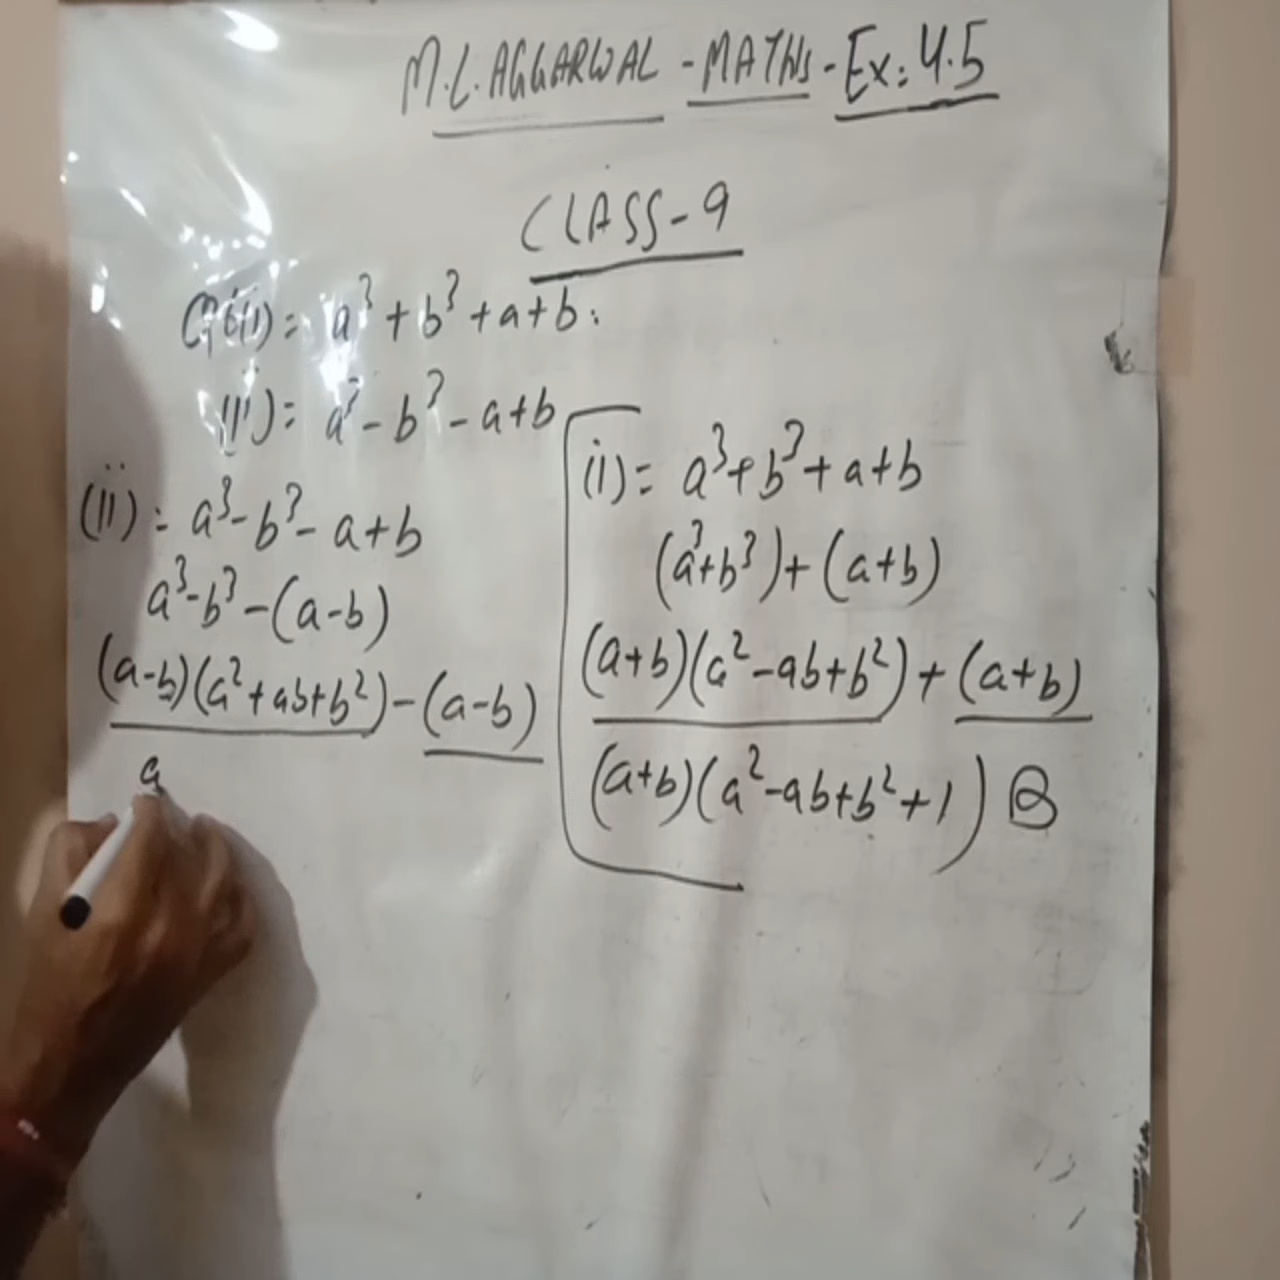 M.L.AGGARWAL - MATHS - Ex: 4.5
CLASS-9
Q6(i) = a³ + b³ + a + b.
(ii) = a³ - b³ - a + b
(ii) = a³ - b³ - a + b
a³ - b³ - (a - b)
(a - b)(a² + ab + b²) - (a - b)
a
(i) = a³ + b³ + a + b
(a³ + b³) + (a + b)
(a + b)(a² - ab + b²) + (a + b)
(a + b)(a² - ab + b² + 1)